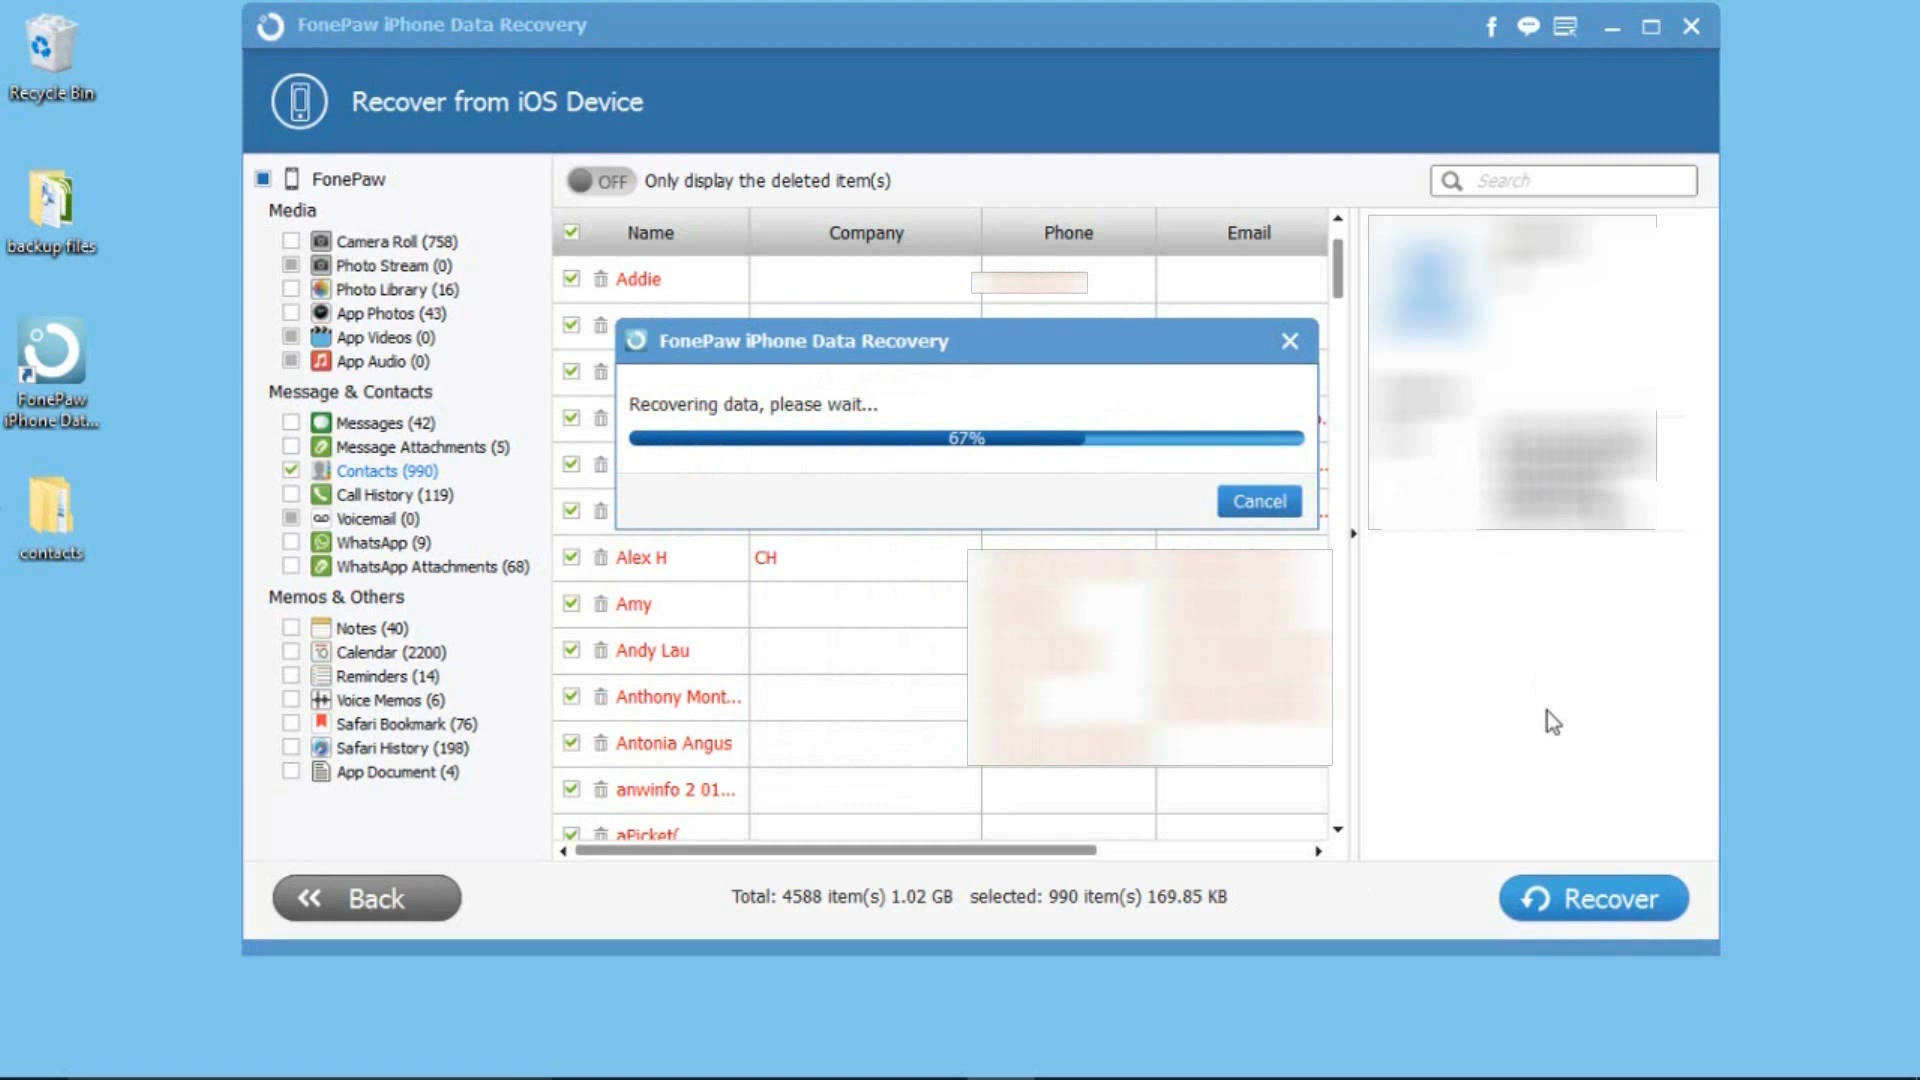 FonePaw iPhone Data Recovery
Recycle Bin
Recover from iOS Device
FonePaw
OFF Only display the deleted item(s)
Search
Media
Camera Roll (758)
Photo Stream (0)
Photo Library (16)
App Photos (43)
App Videos (0)
App Audio (0)
Message & Contacts
Messages (42)
Message Attachments (5)
Contacts (990)
Call History (119)
Voicemail (0)
WhatsApp (9)
WhatsApp Attachments (68)
Memos & Others
Notes (40)
Calendar (2200)
Reminders (14)
Voice Memos (6)
Safari Bookmark (76)
Safari History (198)
App Document (4)
backup files
FonePaw
iPhone Dat...
contacts
Name Company Phone Email
Addie
FonePaw iPhone Data Recovery
Recovering data, please wait...
67%
Cancel
Alex H CH
Amy
Andy Lau
Anthony Mont...
Antonia Angus
anwinfo 2 01...
aPicket(
Back
Total: 4588 item(s) 1.02 GB selected: 990 item(s) 169.85 KB
Recover